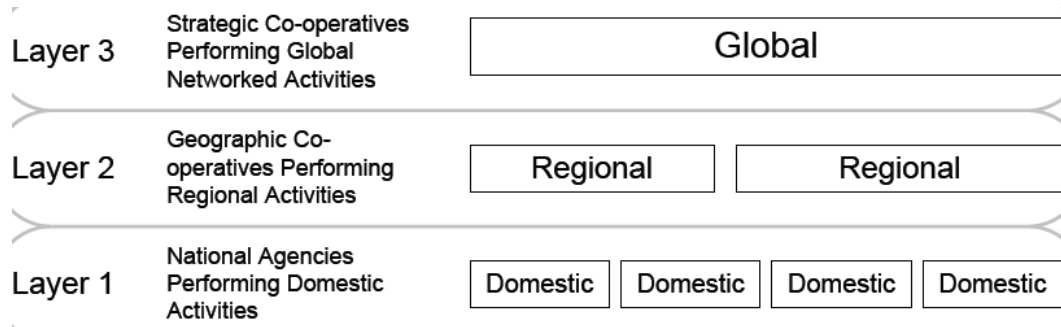 Layer 3
Strategic Co-operatives
Performing Global
Networked Activities
Global
Layer 2
Geographic Co-
operatives Performing
Regional Activities
Regional
Regional
Layer 1
National Agencies
Performing Domestic
Activities
Domestic
Domestic
Domestic
Domestic